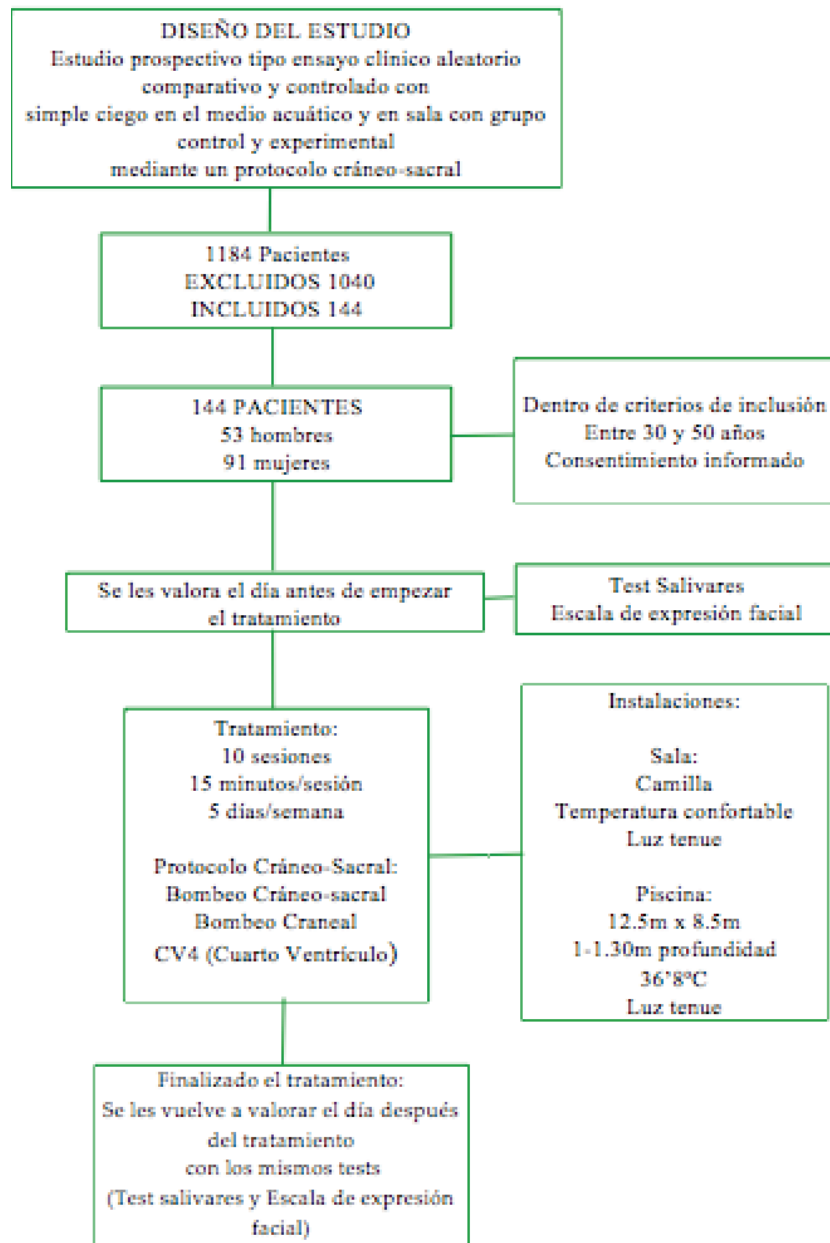 DISEÑO DEL ESTUDIO
Estudio prospectivo tipo ensayo clínico aleatorio
comparativo y controlado con
simple ciego en el medio acuático y en sala con grupo
control y experimental
mediante un protocolo cráneo-sacral
1184 Pacientes
EXCLUIDOS 1040
INCLUIDOS 144
144 PACIENTES
53 hombres
91 mujeres
Dentro de criterios de inclusión
Entre 30 y 50 años
Consentimiento informado
Se les valora el día antes de empezar
el tratamiento
Test Salivares
Escala de expresión facial
Tratamiento:
10 sesiones
15 minutos/sesión
5 días/semana
Protocolo Cráneo-Sacral:
Bombeo Cráneo-sacral
Bombeo Craneal
CV4 (Cuarto Ventrículo)
Instalaciones:
Sala:
Camilla
Temperatura confortable
Luz tenue
Piscina:
12.5m x 8.5m
1-1.30m profundidad
36'8ºC
Luz tenue
Finalizado el tratamiento:
Se les vuelve a valorar el día después
del tratamiento
con los mismos tests
(Test salivares y Escala de expresión
facial)